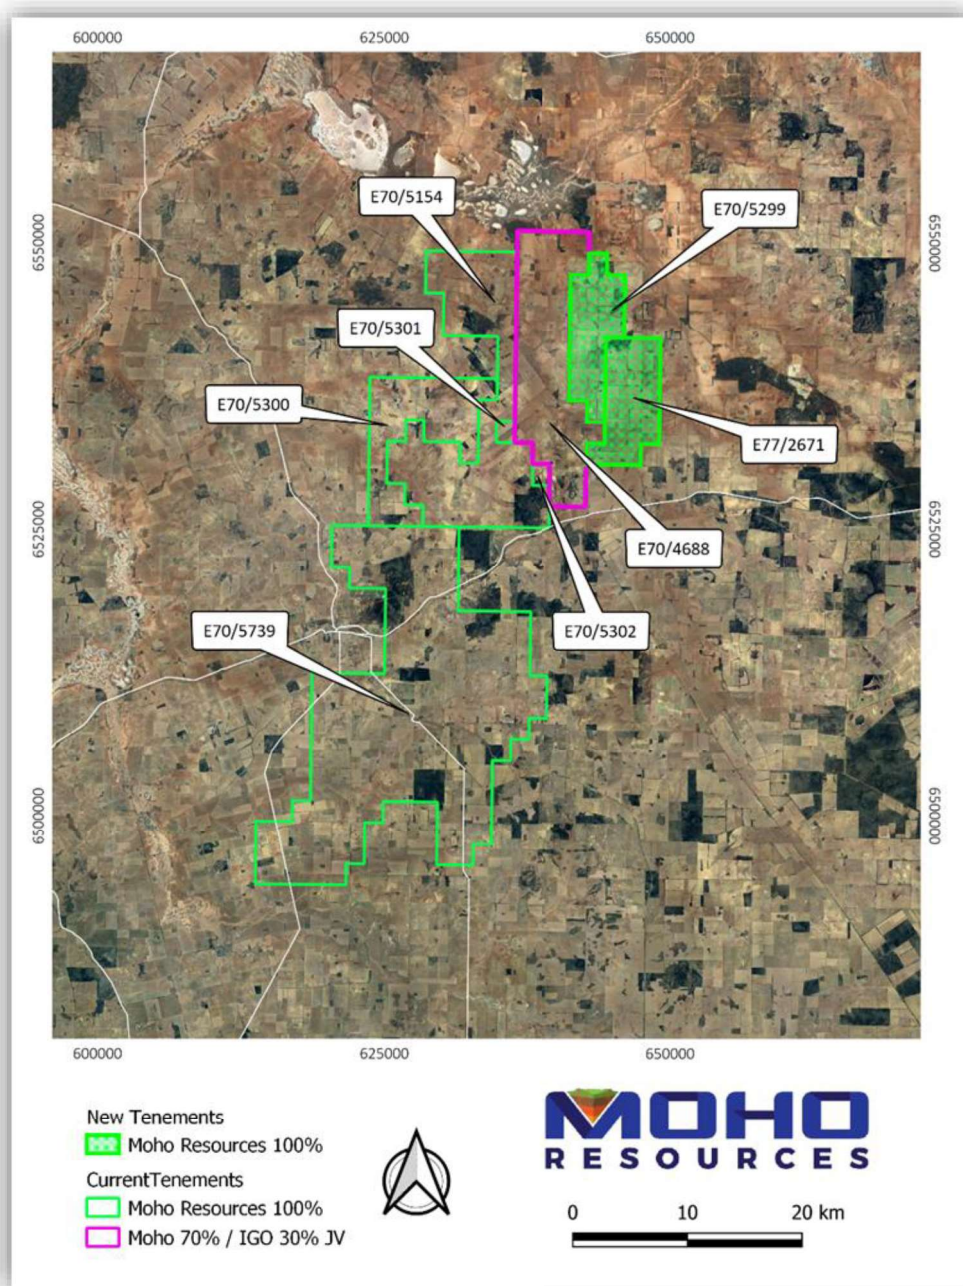 600000 625000 650000
E70/5154
E70/5299
6550000 6550000
E70/5301
E70/5300
E77/2671
6525000 6525000
E70/4688
E70/5302
E70/5739
6500000 6500000
600000 625000 650000
New Tenements
Moho Resources 100%
CurrentTenements
Moho Resources 100%
Moho 70% / IGO 30% JV
MOHO
RESOURCES
0 10 20 km